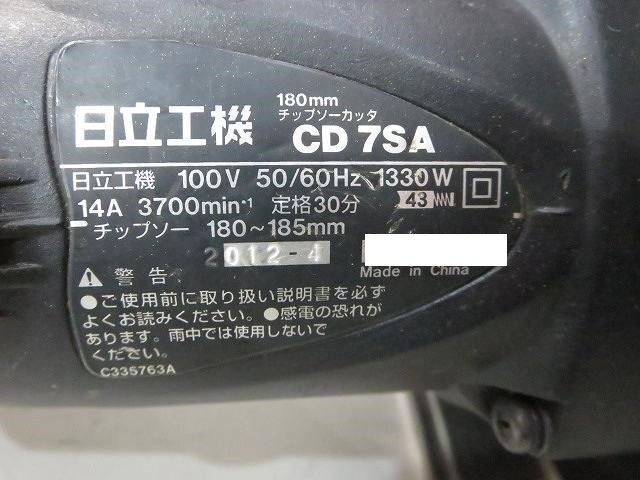 180mm
チップソーカッタ
日立工機 CD 7SA
日立工機 100V 50/60Hz 1330W
14A 3700min⁻¹ 定格30分 43
チップソー 180~185mm
2012-4
Made in China
警告
●ご使用前に取り扱い説明書を必ず
よくお読みください。●感電の恐れが
あります。雨中では使用しないで
ください。
C335763A